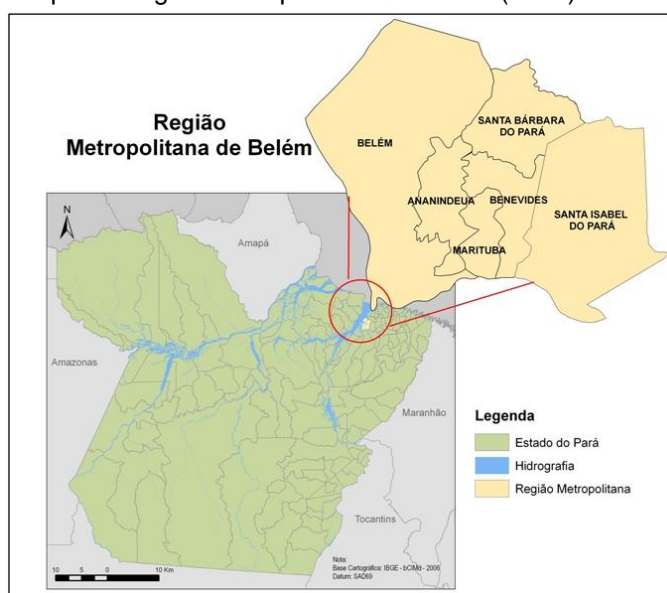 Região
Metropolitana de Belém
BELÉM
SANTA BÁRBARA
DO PARÁ
ANANINDEUA
BENEVIDES
SANTA ISABEL
DO PARÁ
MARITUBA
N
Amapá
Amazonas
Maranhão
Tocantins
Legenda
Estado do Pará
Hidrografia
Região Metropolitana
Nota:
Base Cartográfica: IBGE - bCIMd - 2006
Datum: SAD69
10 5 0 10 Km